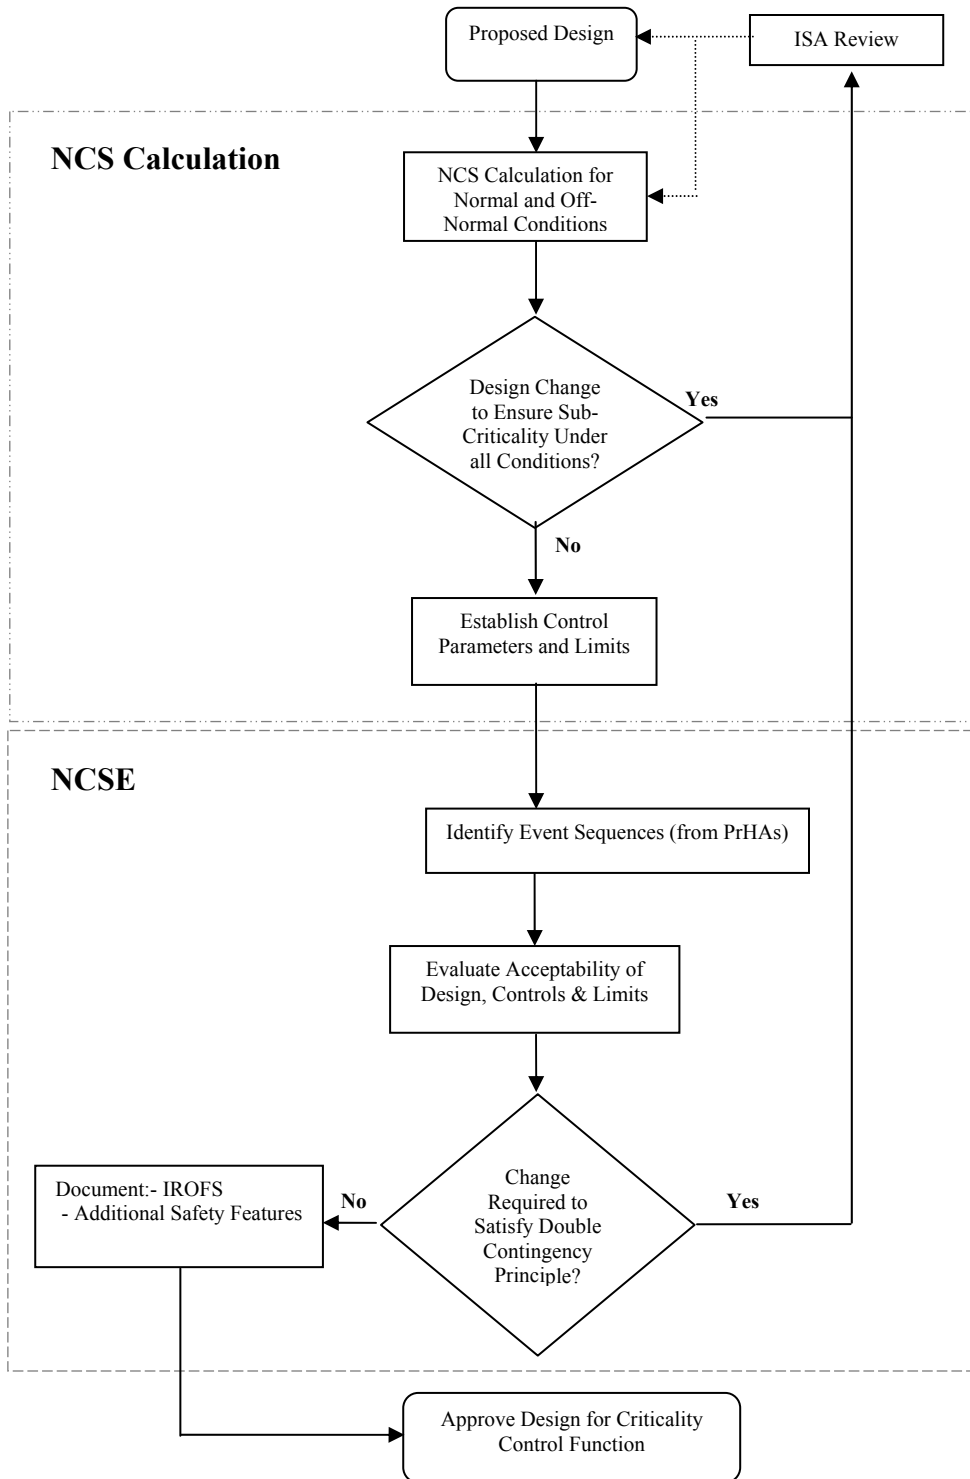 Proposed Design
ISA Review
NCS Calculation
NCS Calculation for
Normal and Off-
Normal Conditions
Design Change
to Ensure Sub-
Criticality Under
all Conditions?
Yes
No
Establish Control
Parameters and Limits
NCSE
Identify Event Sequences (from PrHAs)
Evaluate Acceptability of
Design, Controls & Limits
Change
Required to
Satisfy Double
Contingency
Principle?
No
Yes
Document:- IROFS
- Additional Safety Features
Approve Design for Criticality
Control Function